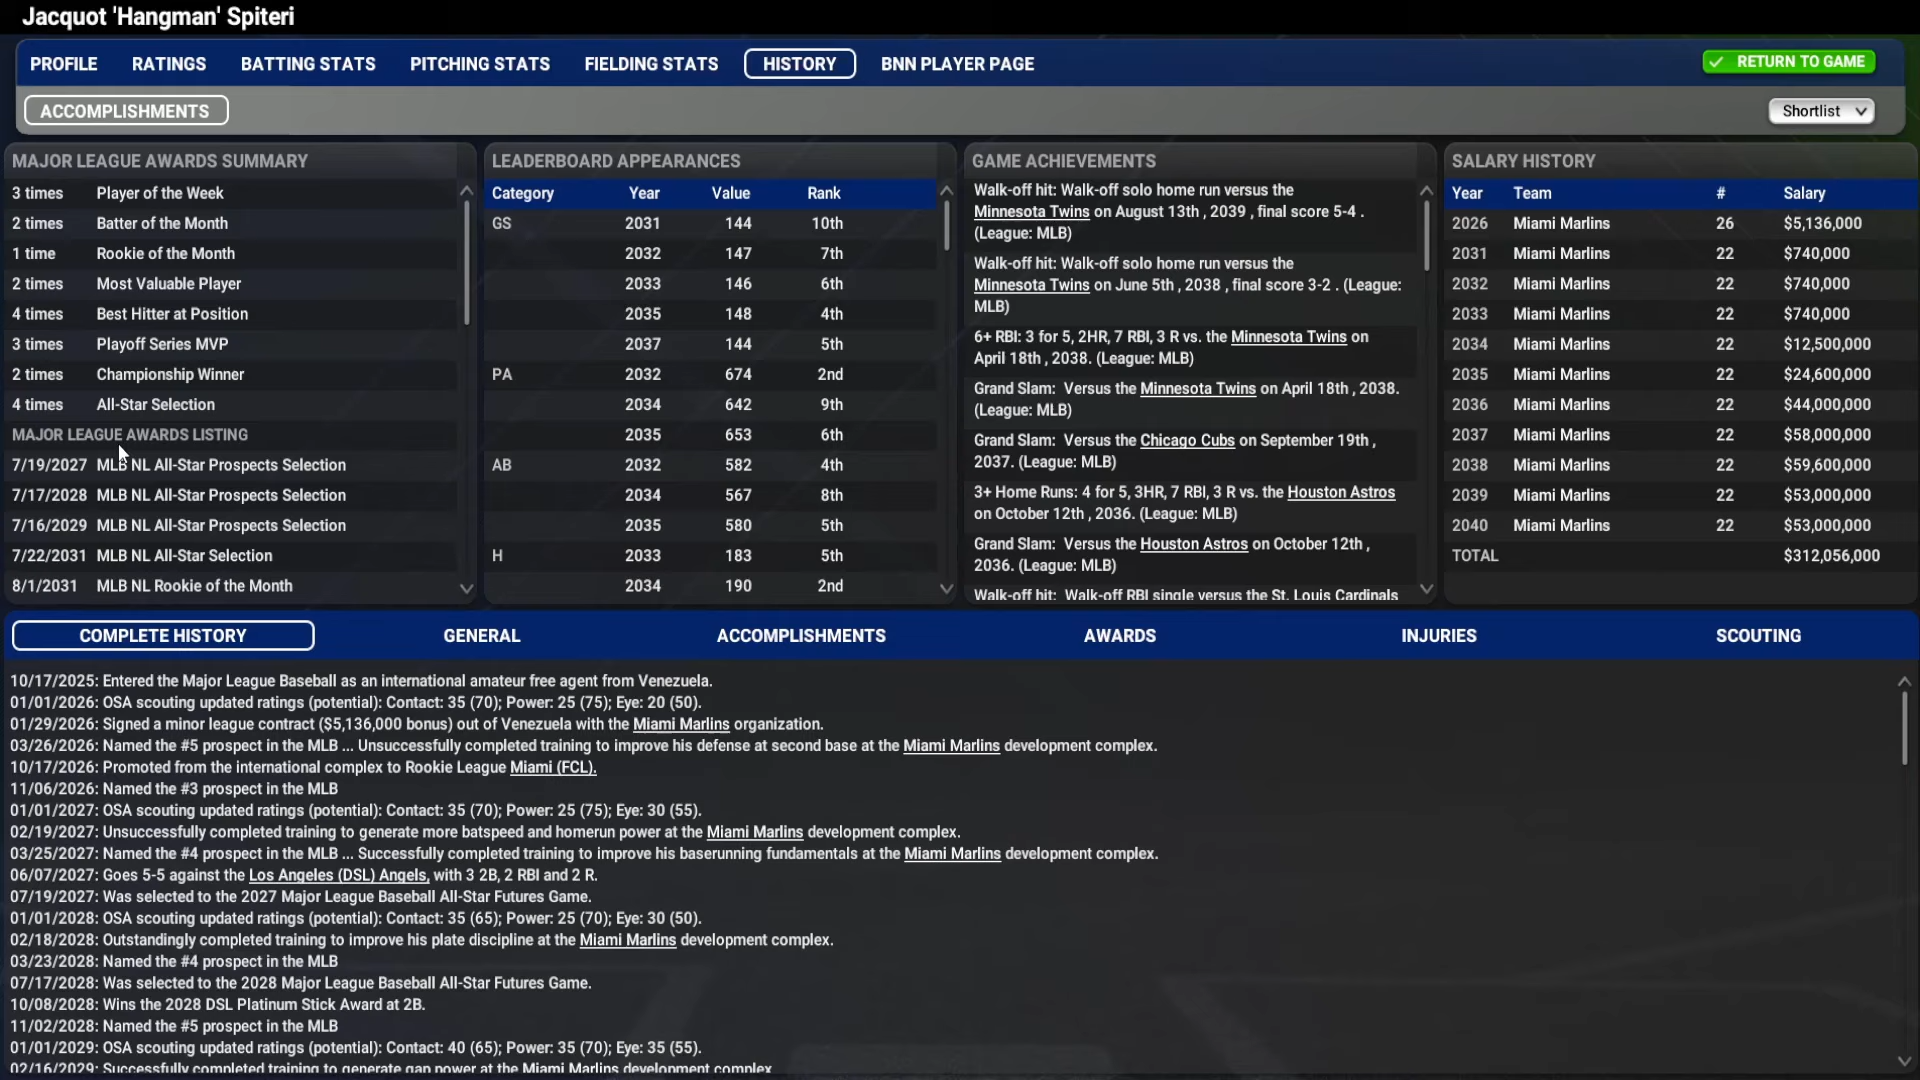 Jacquot 'Hangman' Spiteri
PROFILE RATINGS BATTING STATS PITCHING STATS FIELDING STATS HISTORY BNN PLAYER PAGE RETURN TO GAME
ACCOMPLISHMENTS Shortlist
MAJOR LEAGUE AWARDS SUMMARY
3 times Player of the Week
2 times Batter of the Month
1 time Rookie of the Month
2 times Most Valuable Player
4 times Best Hitter at Position
3 times Playoff Series MVP
2 times Championship Winner
4 times All-Star Selection
MAJOR LEAGUE AWARDS LISTING
7/19/2027 MLB NL All-Star Prospects Selection
7/17/2028 MLB NL All-Star Prospects Selection
7/16/2029 MLB NL All-Star Prospects Selection
7/22/2031 MLB NL All-Star Selection
8/1/2031 MLB NL Rookie of the Month
LEADERBOARD APPEARANCES
Category Year Value Rank
GS 2031 144 10th
2032 147 7th
2033 146 6th
2035 148 4th
2037 144 5th
PA 2032 674 2nd
2034 642 9th
2035 653 6th
AB 2032 582 4th
2034 567 8th
2035 580 5th
H 2033 183 5th
2034 190 2nd
GAME ACHIEVEMENTS
Walk-off hit: Walk-off solo home run versus the
Minnesota Twins on August 13th , 2039 , final score 5-4 .
(League: MLB)
Walk-off hit: Walk-off solo home run versus the
Minnesota Twins on June 5th , 2038 , final score 3-2 . (League:
MLB)
6+ RBI: 3 for 5, 2HR, 7 RBI, 3 R vs. the Minnesota Twins on
April 18th , 2038. (League: MLB)
Grand Slam: Versus the Minnesota Twins on April 18th , 2038.
(League: MLB)
Grand Slam: Versus the Chicago Cubs on September 19th ,
2037. (League: MLB)
3+ Home Runs: 4 for 5, 3HR, 7 RBI, 3 R vs. the Houston Astros
on October 12th , 2036. (League: MLB)
Grand Slam: Versus the Houston Astros on October 12th ,
2036. (League: MLB)
Walk-off hit: Walk-off RBI single versus the St. Louis Cardinals
SALARY HISTORY
Year Team # Salary
2026 Miami Marlins 26 $5,136,000
2031 Miami Marlins 22 $740,000
2032 Miami Marlins 22 $740,000
2033 Miami Marlins 22 $740,000
2034 Miami Marlins 22 $12,500,000
2035 Miami Marlins 22 $24,600,000
2036 Miami Marlins 22 $44,000,000
2037 Miami Marlins 22 $58,000,000
2038 Miami Marlins 22 $59,600,000
2039 Miami Marlins 22 $53,000,000
2040 Miami Marlins 22 $53,000,000
TOTAL $312,056,000
COMPLETE HISTORY GENERAL ACCOMPLISHMENTS AWARDS INJURIES SCOUTING
10/17/2025: Entered the Major League Baseball as an international amateur free agent from Venezuela.
01/01/2026: OSA scouting updated ratings (potential): Contact: 35 (70); Power: 25 (75); Eye: 20 (50).
01/29/2026: Signed a minor league contract ($5,136,000 bonus) out of Venezuela with the Miami Marlins organization.
03/26/2026: Named the #5 prospect in the MLB ... Unsuccessfully completed training to improve his defense at second base at the Miami Marlins development complex.
10/17/2026: Promoted from the international complex to Rookie League Miami (FCL).
11/06/2026: Named the #3 prospect in the MLB
01/01/2027: OSA scouting updated ratings (potential): Contact: 35 (70); Power: 25 (75); Eye: 30 (55).
02/19/2027: Unsuccessfully completed training to generate more batspeed and homerun power at the Miami Marlins development complex.
03/25/2027: Named the #4 prospect in the MLB ... Successfully completed training to improve his baserunning fundamentals at the Miami Marlins development complex.
06/07/2027: Goes 5-5 against the Los Angeles (DSL) Angels, with 3 2B, 2 RBI and 2 R.
07/19/2027: Was selected to the 2027 Major League Baseball All-Star Futures Game.
01/01/2028: OSA scouting updated ratings (potential): Contact: 35 (65); Power: 25 (70); Eye: 30 (50).
02/18/2028: Outstandingly completed training to improve his plate discipline at the Miami Marlins development complex.
03/23/2028: Named the #4 prospect in the MLB
07/17/2028: Was selected to the 2028 Major League Baseball All-Star Futures Game.
10/08/2028: Wins the 2028 DSL Platinum Stick Award at 2B.
11/02/2028: Named the #5 prospect in the MLB
01/01/2029: OSA scouting updated ratings (potential): Contact: 40 (65); Power: 35 (70); Eye: 35 (55).
02/16/2029: Successfully completed training to generate gap power at the Miami Marlins development complex